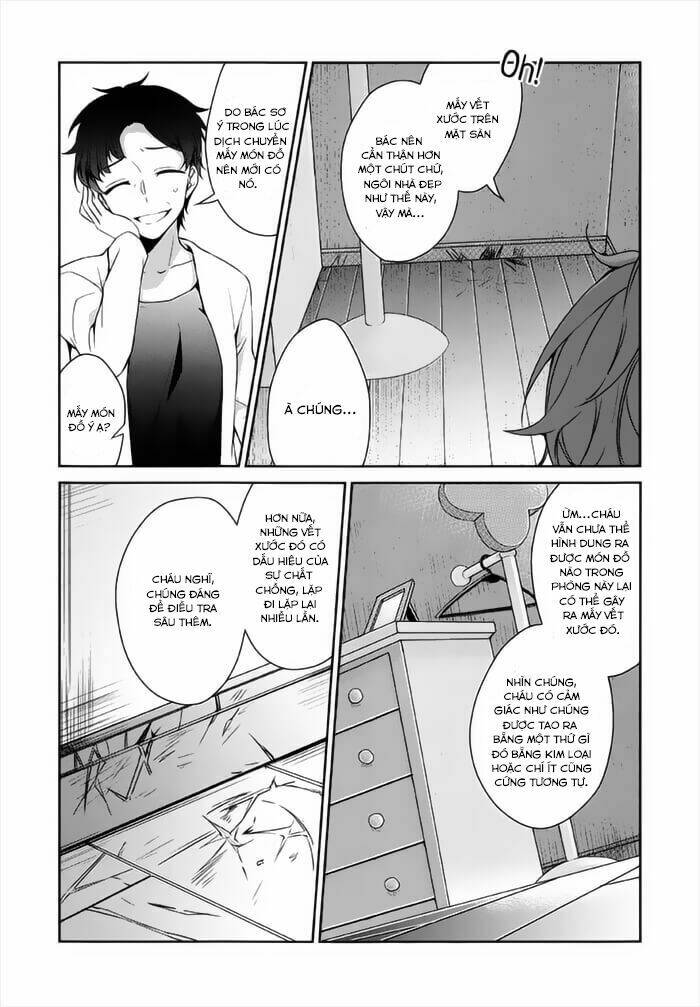 Oh!
MẤY VẾT
XƯỚC TRÊN
MẶT SÀN
BÁC NÊN
CẨN THẬN HƠN
MỘT CHÚT CHỨ,
NGÔI NHÀ ĐẸP
NHƯ THẾ NÀY,
VẬY MÀ...
À CHÚNG...
DO BÁC SƠ
Ý TRONG LÚC
DỊCH CHUYỂN
MẤY MÓN ĐỒ
NÊN MỚI CÓ
NÓ.
MẤY MÓN
ĐỒ Ý Ạ?
ỪM...CHÁU
VẪN CHƯA THỂ
HÌNH DUNG RA
ĐƯỢC MÓN ĐỒ
NÀO TRONG
PHÒNG NÀY LẠI
CÓ THỂ GÂY
RA MẤY VẾT
XƯỚC ĐÓ.
NHÌN CHÚNG,
CHÁU CÓ CẢM
GIÁC NHƯ CHÚNG
ĐƯỢC TẠO RA
BẰNG MỘT THỨ GÌ
ĐÓ BẰNG KIM LOẠI
HOẶC CHÍ ÍT CŨNG
CỨNG TƯƠNG TỰ.
HƠN NỮA,
NHỮNG VẾT
XƯỚC ĐÓ CÓ
DẤU HIỆU CỦA
SỰ CHẤT
CHỒNG, LẶP
ĐI LẶP LẠI
NHIỀU LẦN.
CHÁU NGHĨ,
CHÚNG ĐÁNG
ĐỂ ĐIỀU TRA
SÂU THÊM.